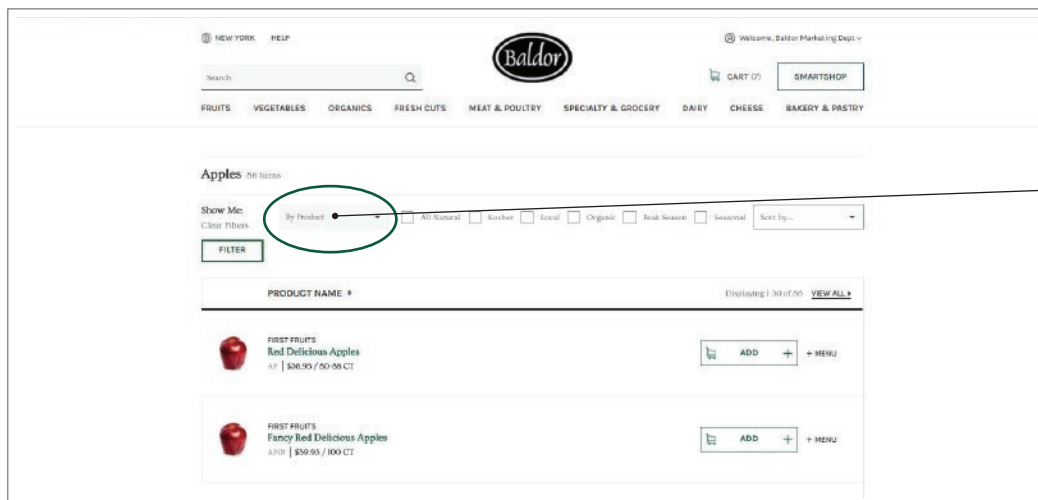 NEW YORK HELP
Baldor
Welcome, Baldor Marketing Dept
Search
CART (7)
SMARTSHOP
FRUITS VEGETABLES ORGANICS FRESH CUTS MEAT & POULTRY SPECIALTY & GROCERY DAIRY CHEESE BAKERY & PASTRY
Apples 86 Items
Show Me:
Clear Filters
By Product All Natural Kosher Local Organic Peak Season Seasonal Sort by...
FILTER
PRODUCT NAME Displaying 1 50 of 86 VIEW ALL
FIRST FRUITS
Red Delicious Apples
$36.95 / 80-88 CT
ADD + + MENU
FIRST FRUITS
Fancy Red Delicious Apples
$59.95 / 100 CT
ADD + + MENU